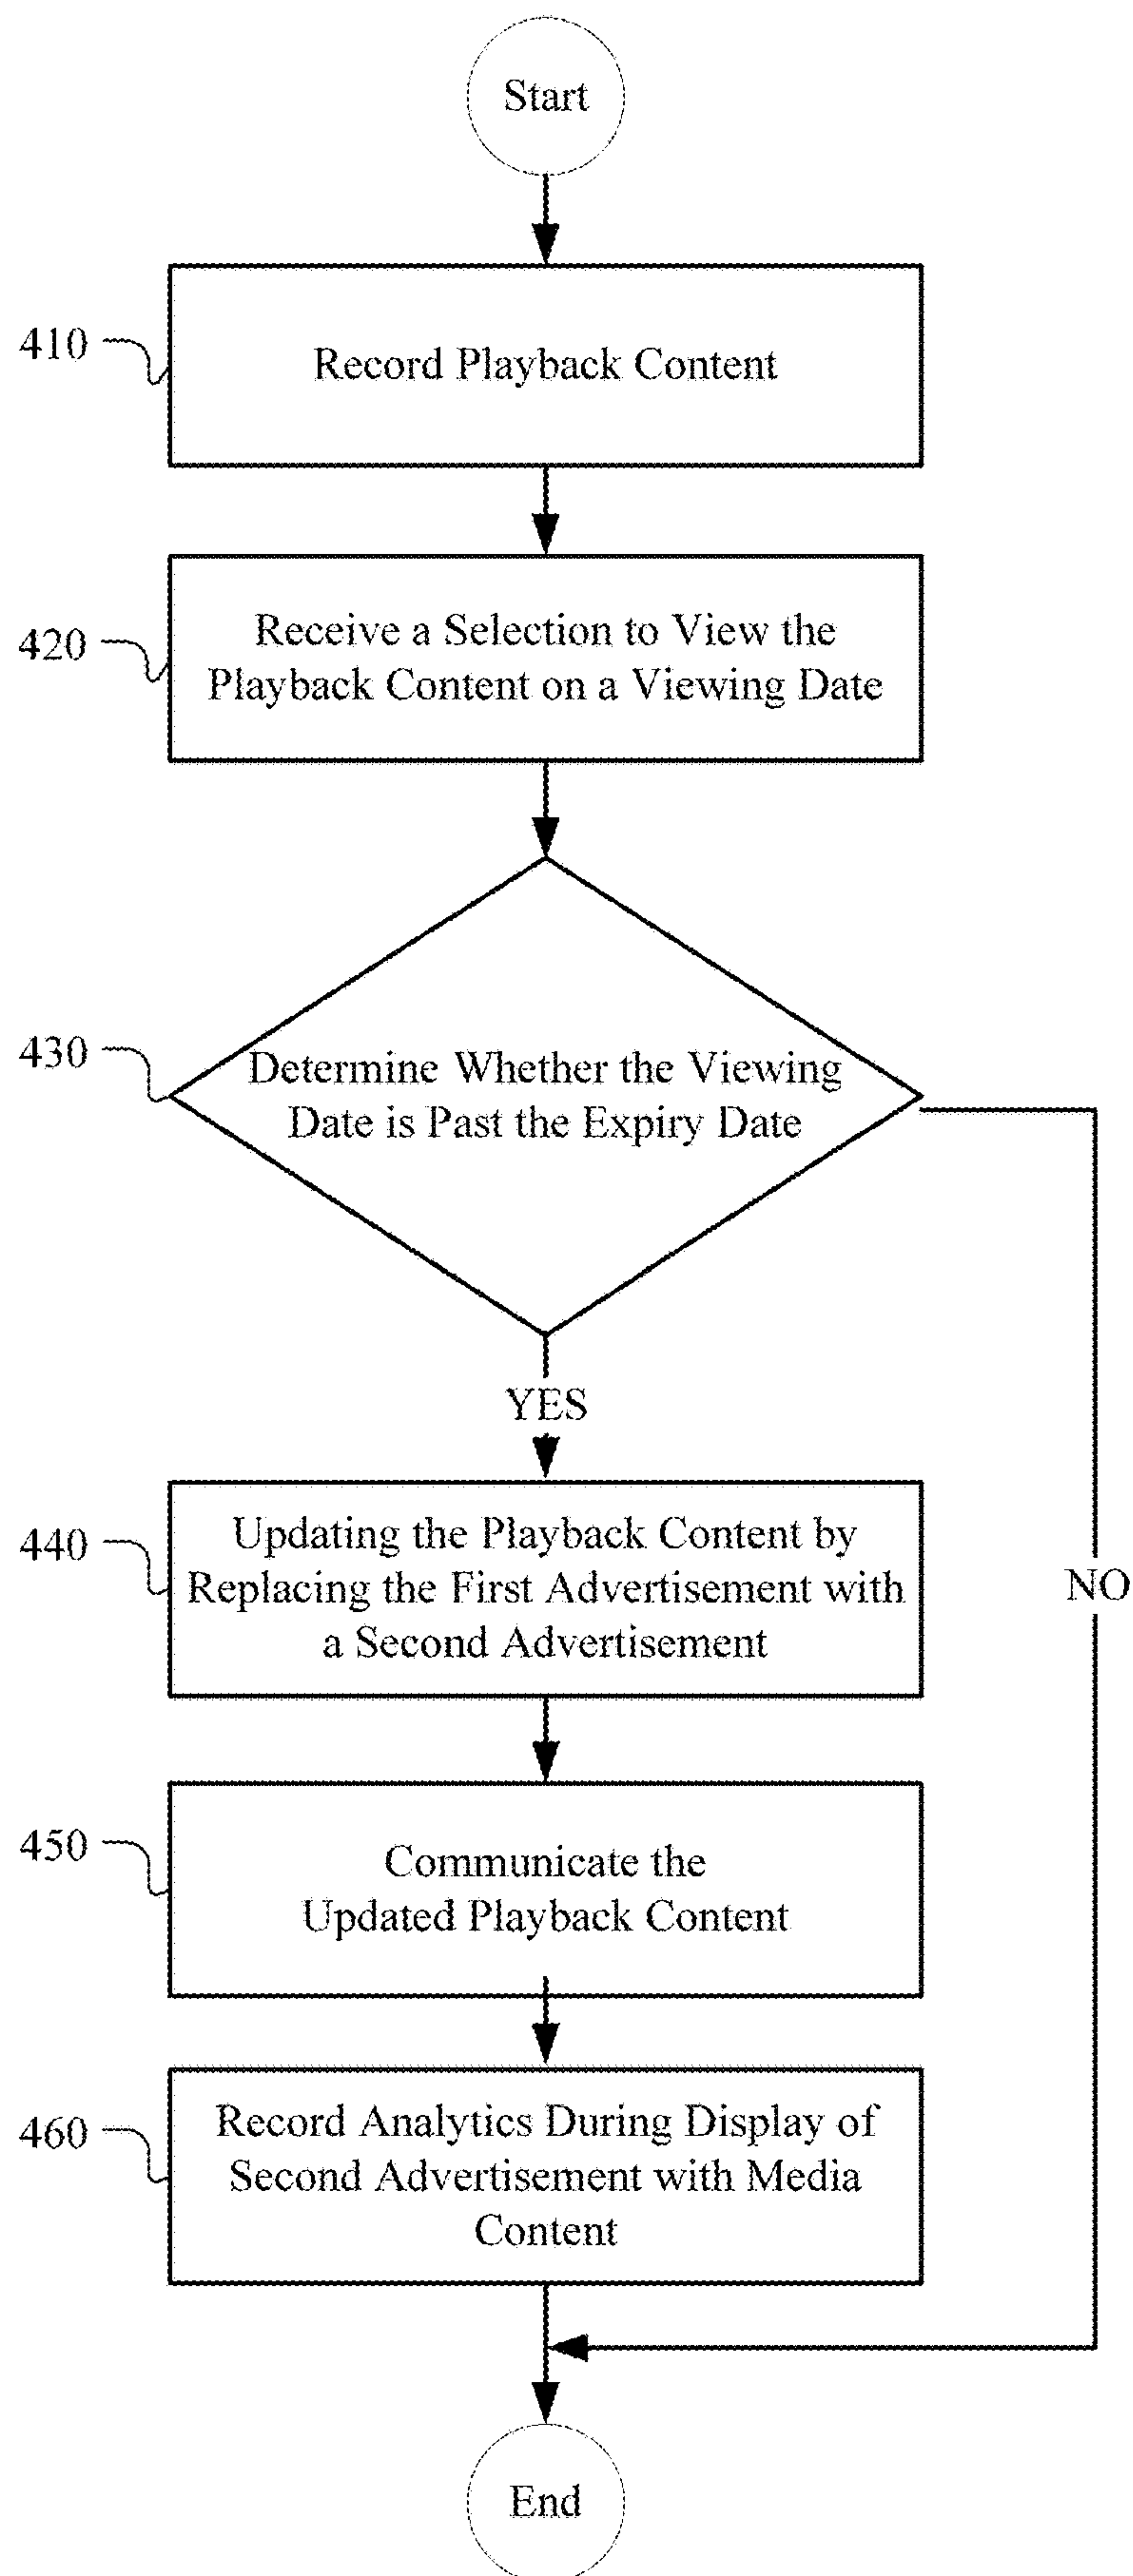 Start
410
Record Playback Content
420
Receive a Selection to View the
Playback Content on a Viewing Date
430
Determine Whether the Viewing
Date is Past the Expiry Date
YES
440
Updating the Playback Content by
Replacing the First Advertisement with
a Second Advertisement
NO
450
Communicate the
Updated Playback Content
460
Record Analytics During Display of
Second Advertisement with Media
Content
End